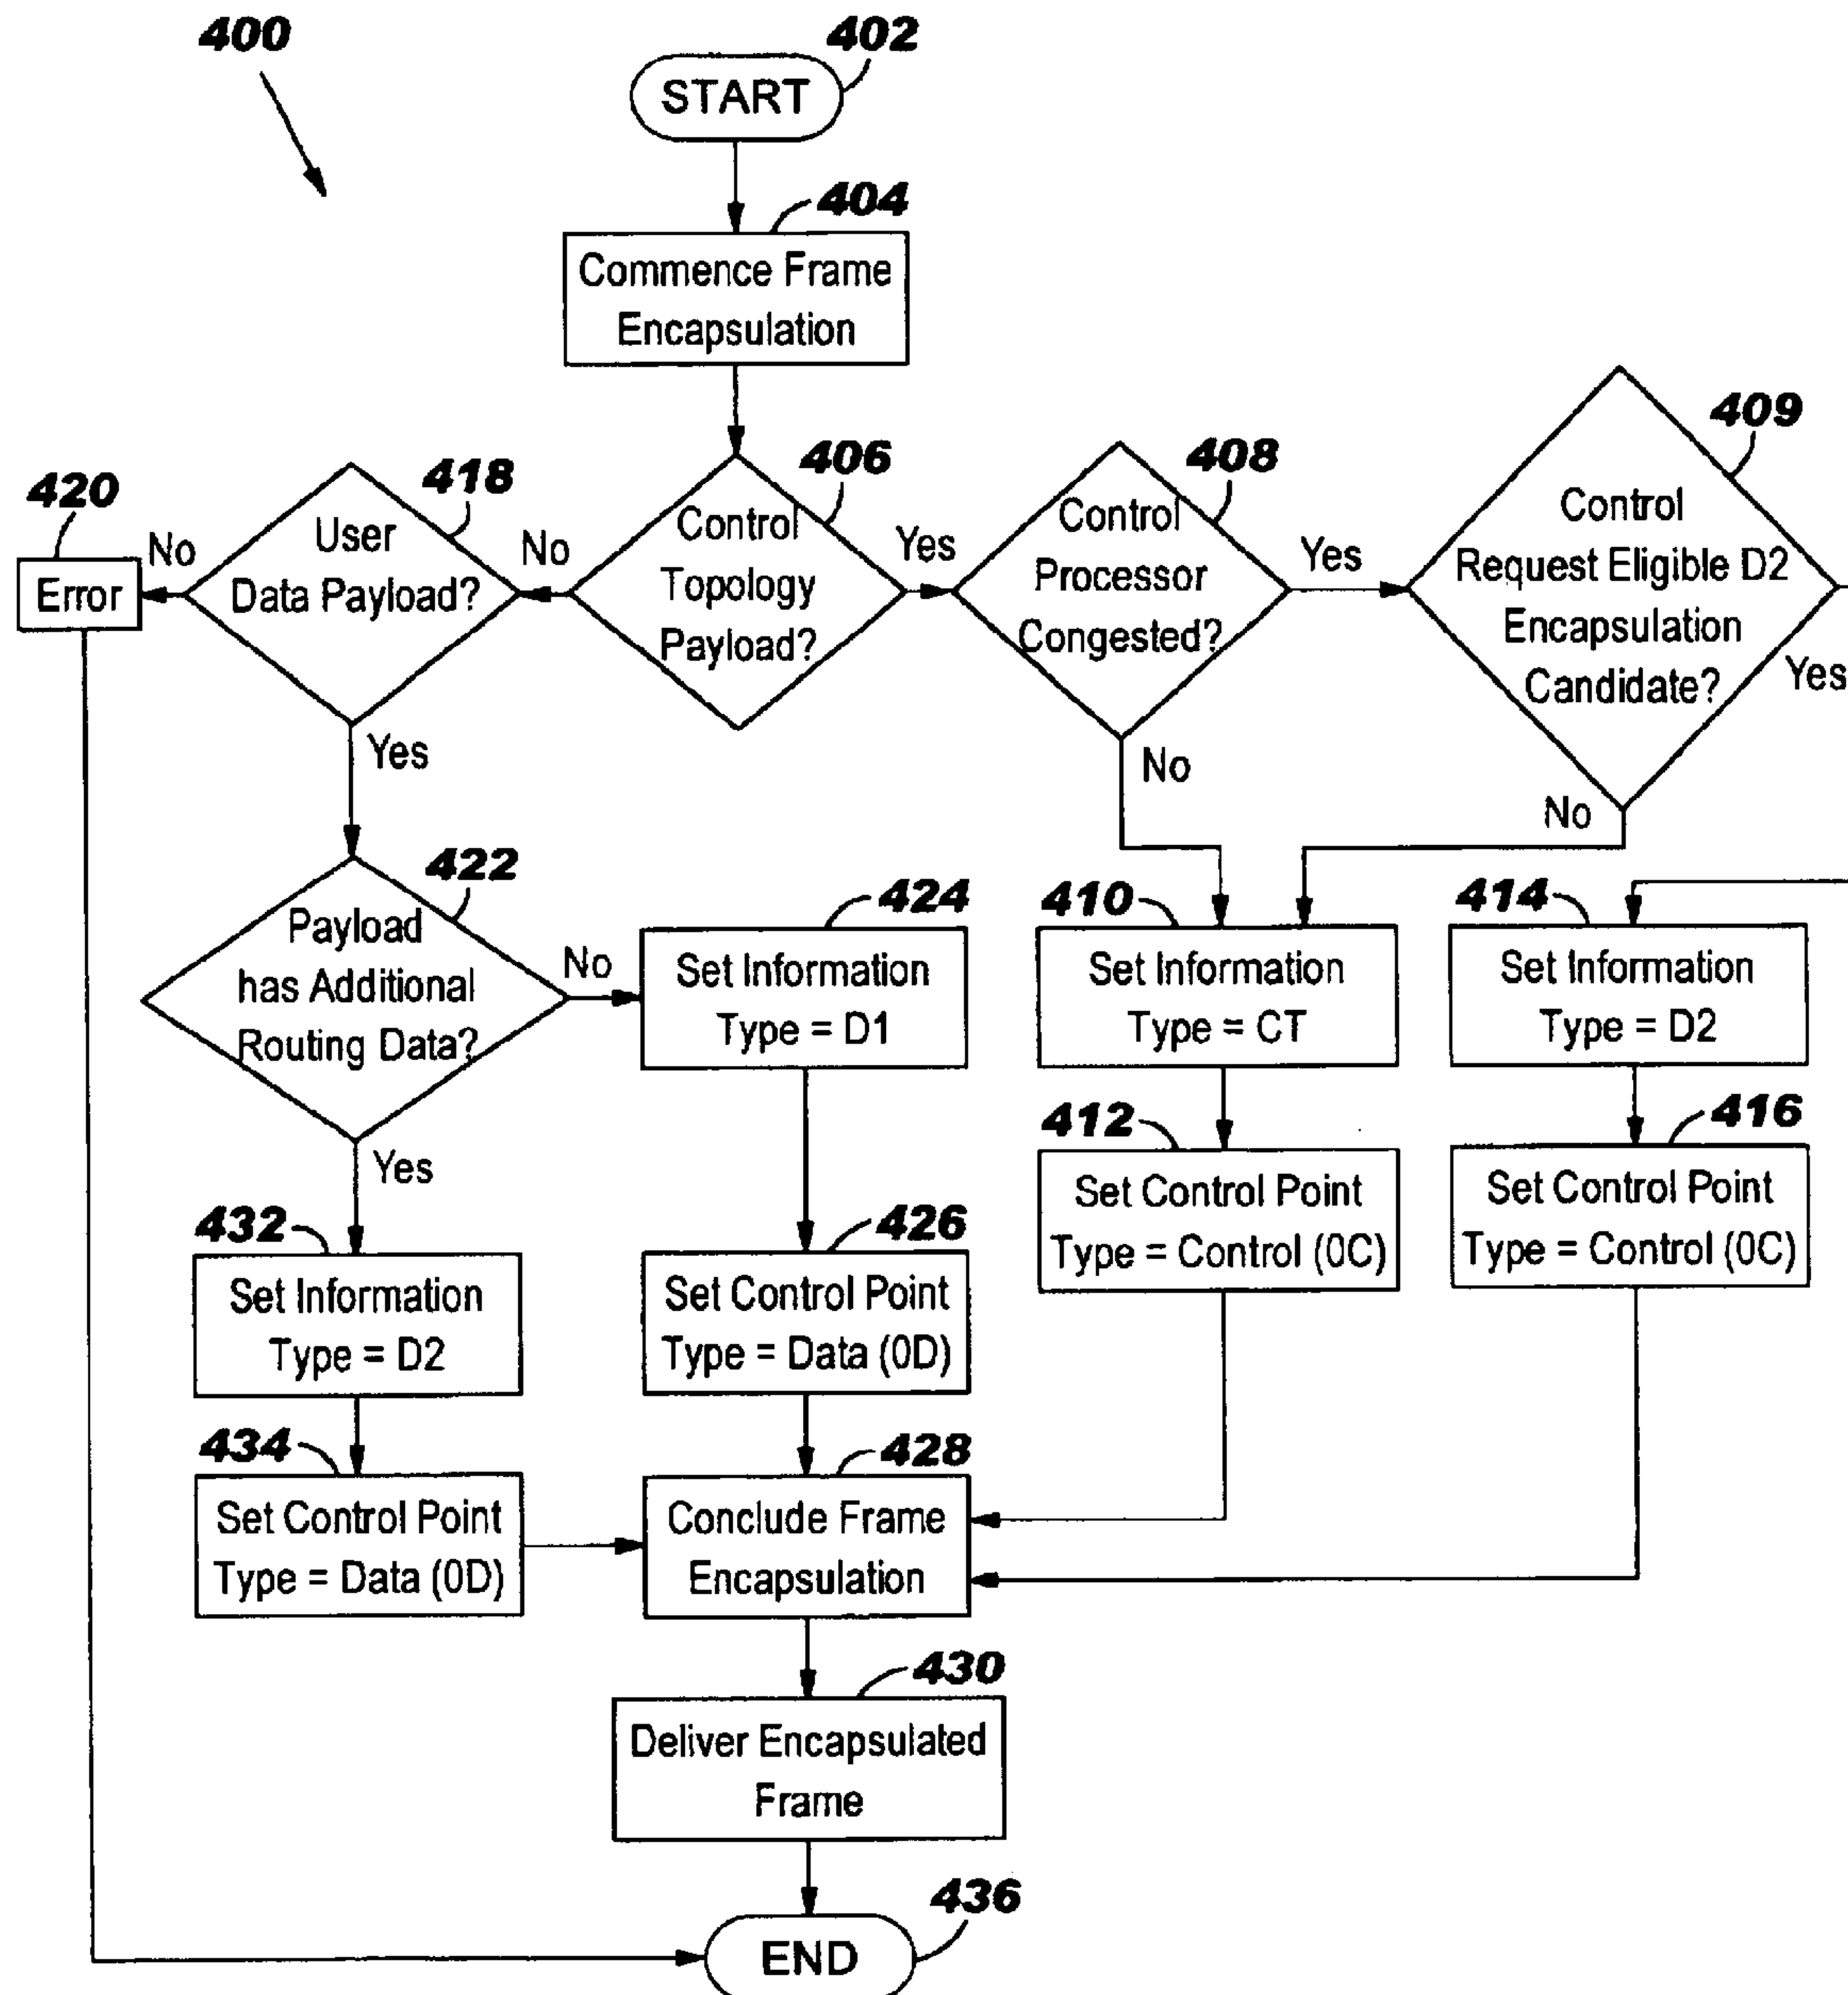 400
402
START
404
Commence Frame
Encapsulation
406
Control
Topology
Payload?
No
Yes
408
Control
Processor
Congested?
Yes
No
409
Control
Request Eligible D2
Encapsulation
Candidate?
Yes
No
418
User
Data Payload?
No
Yes
420
Error
422
Payload
has Additional
Routing Data?
No
Yes
424
Set Information
Type = D1
410
Set Information
Type = CT
414
Set Information
Type = D2
412
Set Control Point
Type = Control (0C)
416
Set Control Point
Type = Control (0C)
432
Set Information
Type = D2
426
Set Control Point
Type = Data (0D)
434
Set Control Point
Type = Data (0D)
428
Conclude Frame
Encapsulation
430
Deliver Encapsulated
Frame
436
END